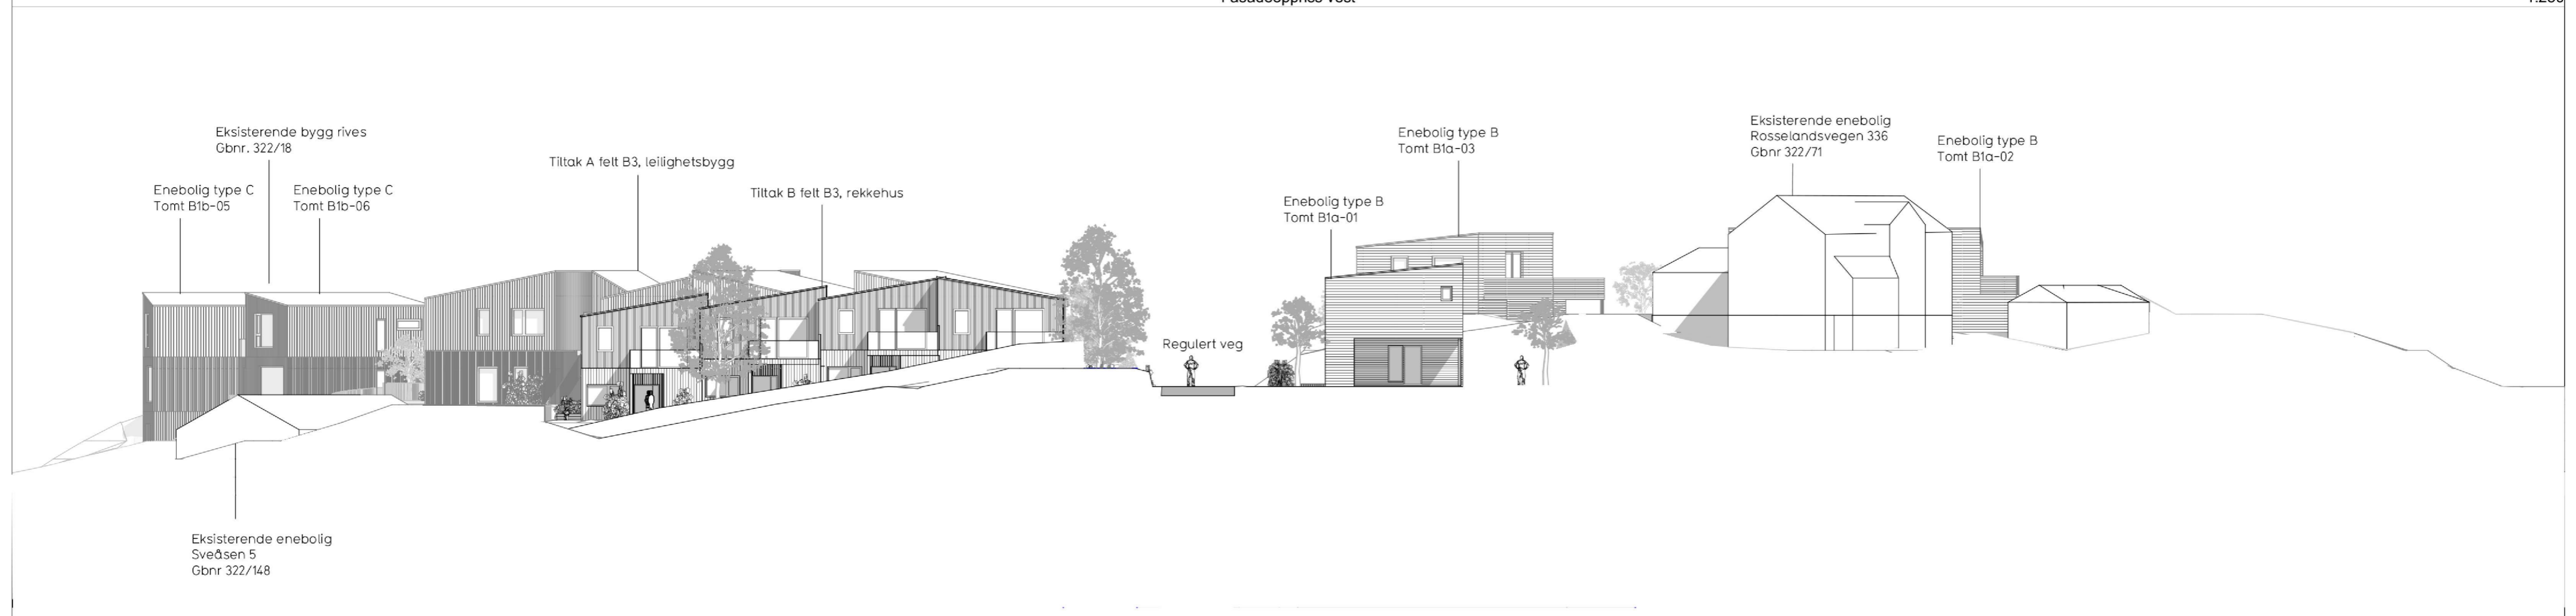 Eksisterende bygg rives
Gbnr. 322/18
Enebolig type C
Tomt B1b-05
Enebolig type C
Tomt B1b-06
Tiltak A felt B3, leilighetsbygg
Tiltak B felt B3, rekkehus
Regulert veg
Enebolig type B
Tomt B1a-01
Enebolig type B
Tomt B1a-03
Eksisterende enebolig
Rosselandsvegen 336
Gbnr 322/71
Enebolig type B
Tomt B1a-02
Eksisterende enebolig
Sveåsen 5
Gbnr 322/148